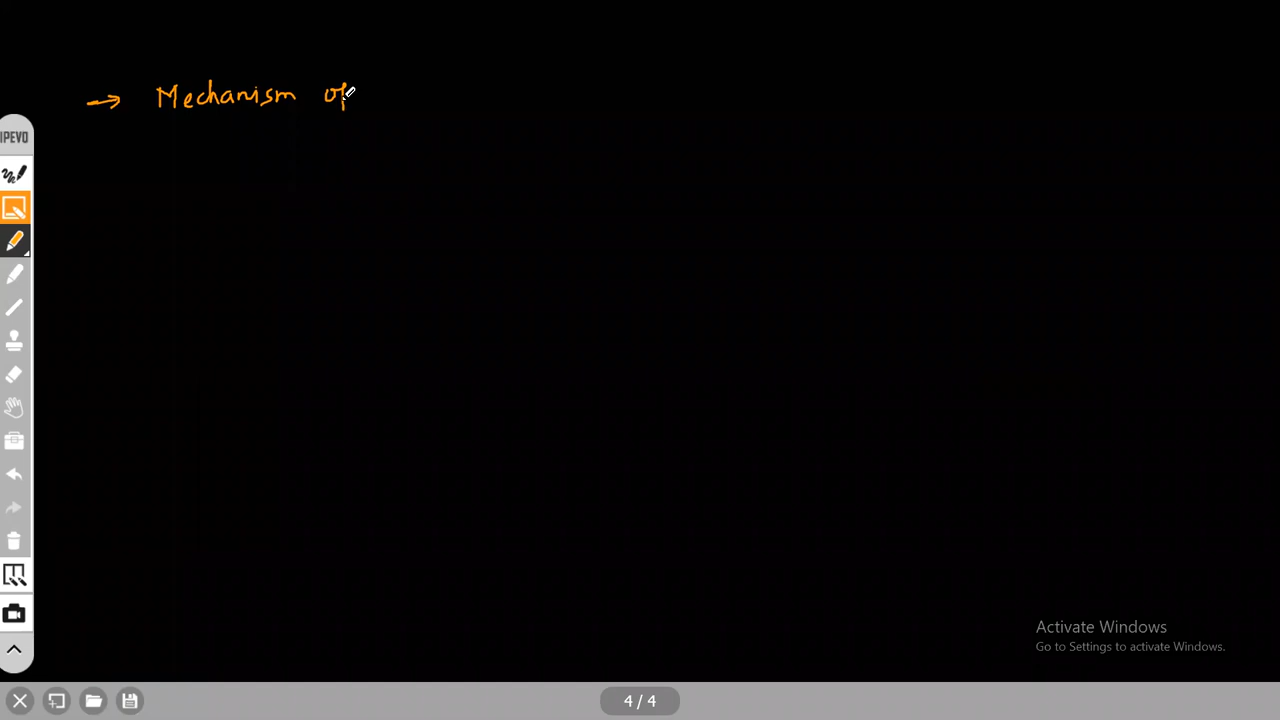 → Mechanism of
IPEVO
Activate Windows
Go to Settings to activate Windows.
4 / 4